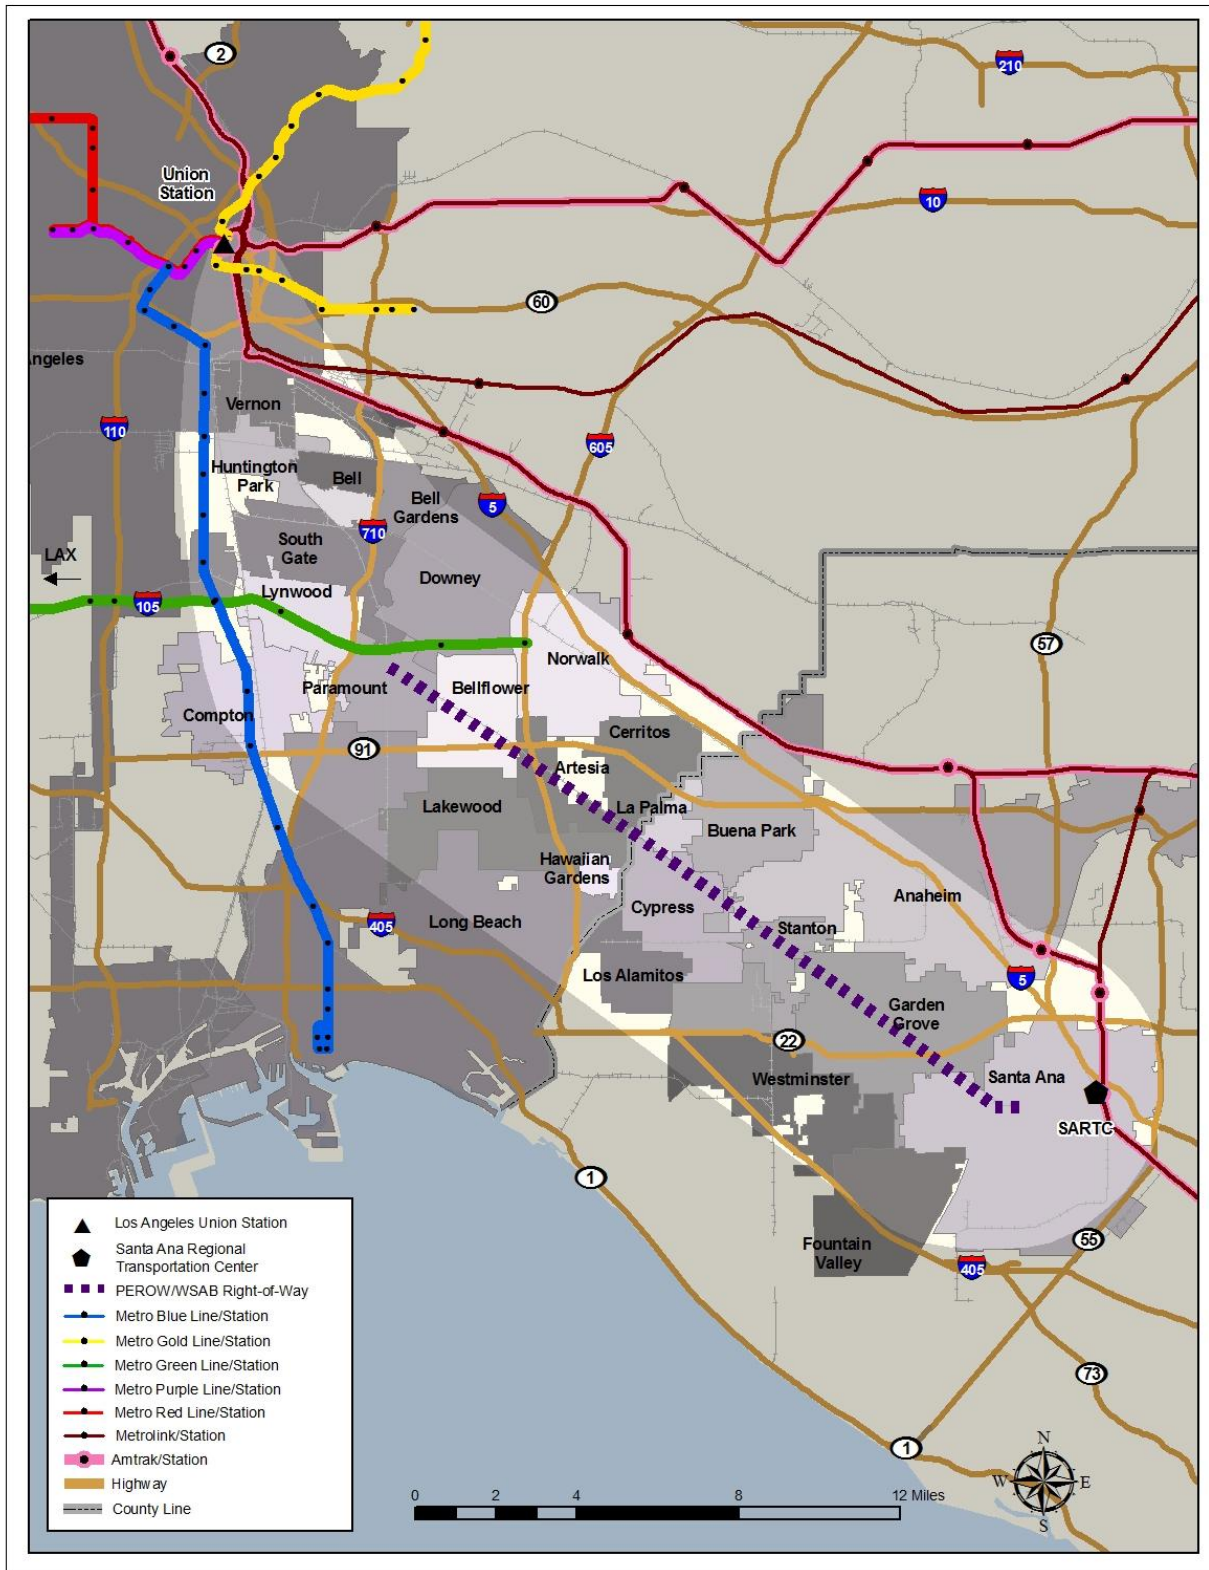 2
210
Union
Station
10
60
Angeles
Vernon
110
605
Huntington
Park
Bell
Bell
Gardens
5
710
South
Gate
LAX
Downey
Lynwood
105
57
Norwalk
Paramount
Bellflower
Compton
Cerritos
91
Artesia
Lakewood
La Palma
Buena Park
Hawaiian
Gardens
Anaheim
Cypress
405
Long Beach
Stanton
Los Alamitos
5
Garden
Grove
22
Westminster
Santa Ana
SARTC
1
55
Fountain
Valley
405
73
1
Los Angeles Union Station
Santa Ana Regional
Transportation Center
PEROW/WSAB Right-of-Way
Metro Blue Line/Station
Metro Gold Line/Station
Metro Green Line/Station
Metro Purple Line/Station
Metro Red Line/Station
Metrolink/Station
Amtrak/Station
Highway
County Line
0 2 4 8 12 Miles
N
W E
S